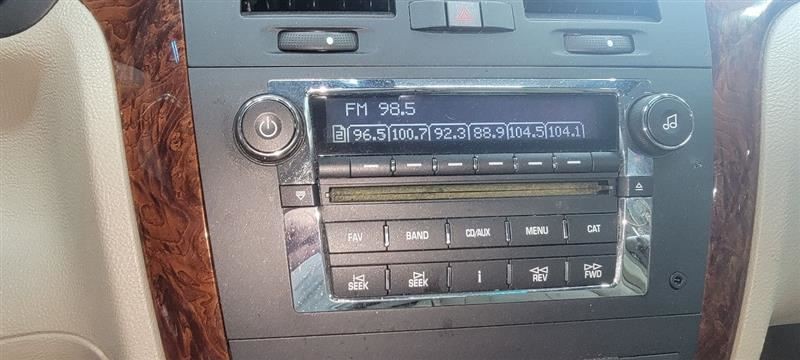 FM 98.5
2 96.5 100.7 92.3 88.9 104.5 104.1
FAV BAND CD/AUX MENU CAT
SEEK SEEK i REV FWD